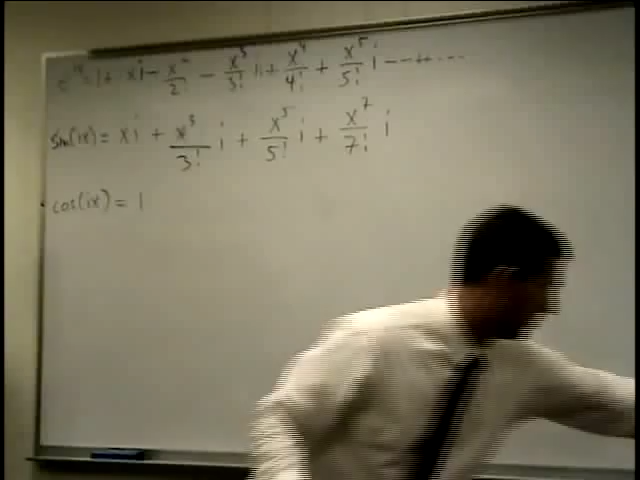 e^ix = 1 + xi - x²/2! - x³/3! i + x⁴/4! + x⁵/5! i --++...
sin(ix) = xi + x³/3! i + x⁵/5! i + x⁷/7! i
cos(ix) = 1